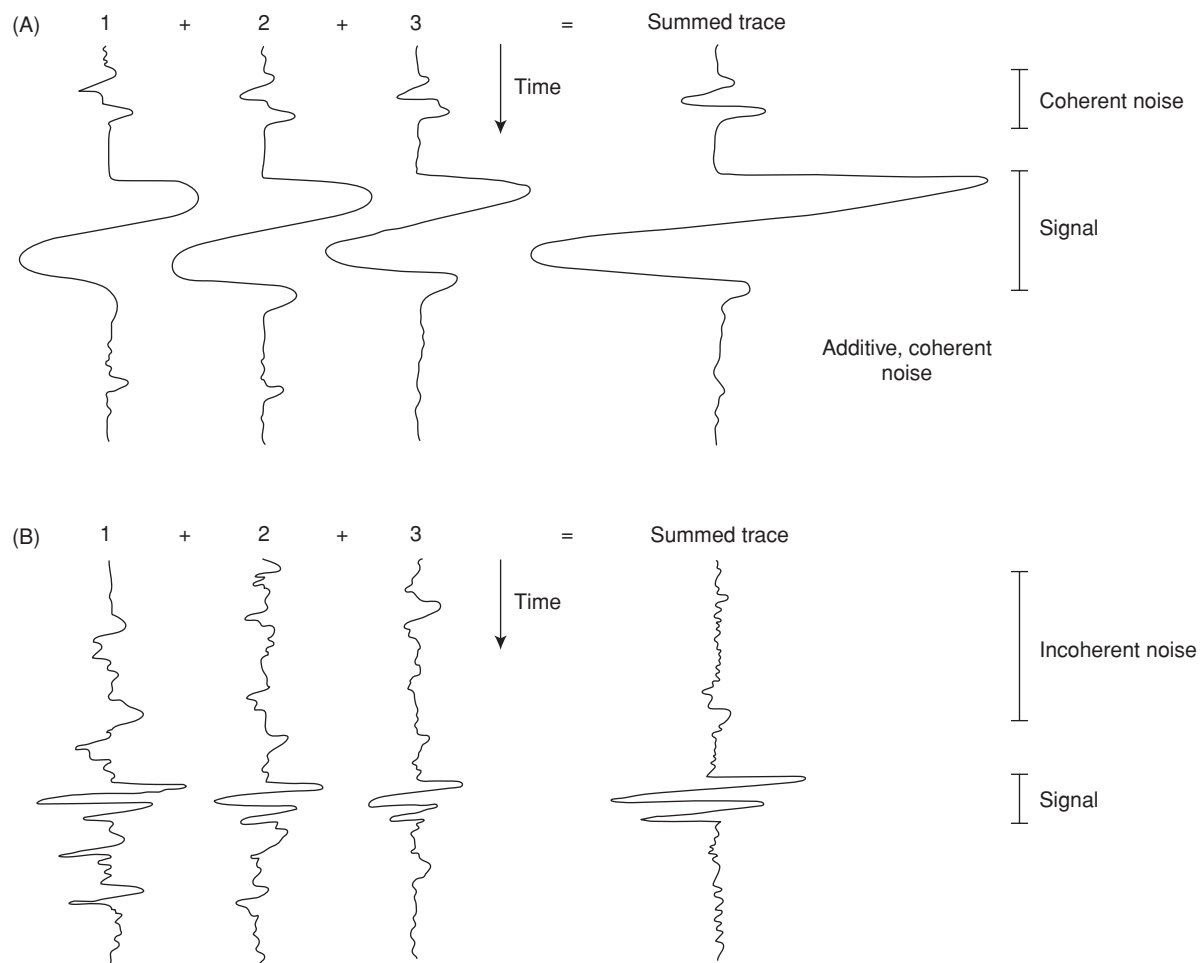 (A) 1 + 2 + 3 = Summed trace
Time
Coherent noise
Signal
Additive, coherent
noise
(B) 1 + 2 + 3 = Summed trace
Time
Incoherent noise
Signal